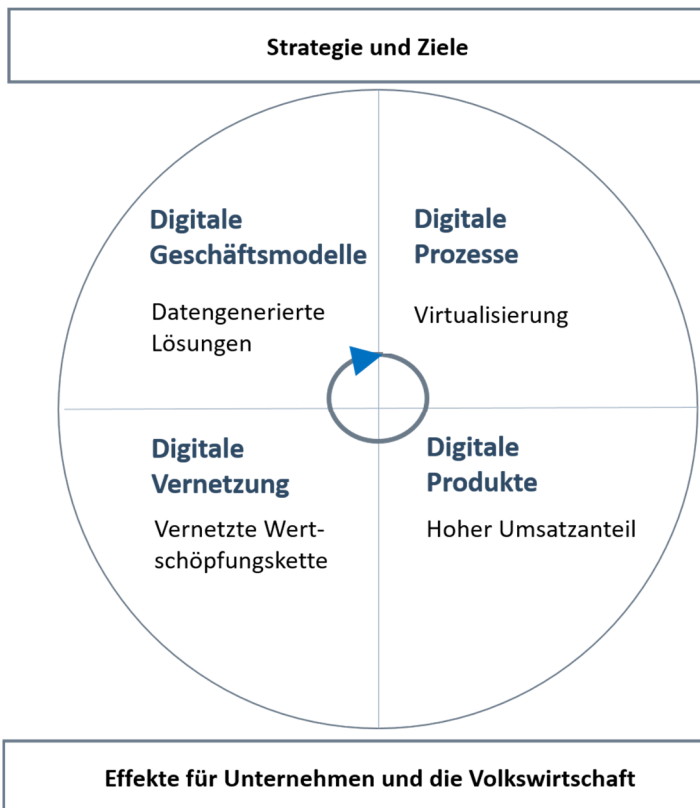 Strategie und Ziele
Digitale
Geschäftsmodelle
Datengenerierte
Lösungen
Digitale
Prozesse
Virtualisierung
Digitale
Vernetzung
Vernetzte Wert-
schöpfungskette
Digitale
Produkte
Hoher Umsatzanteil
Effekte für Unternehmen und die Volkswirtschaft